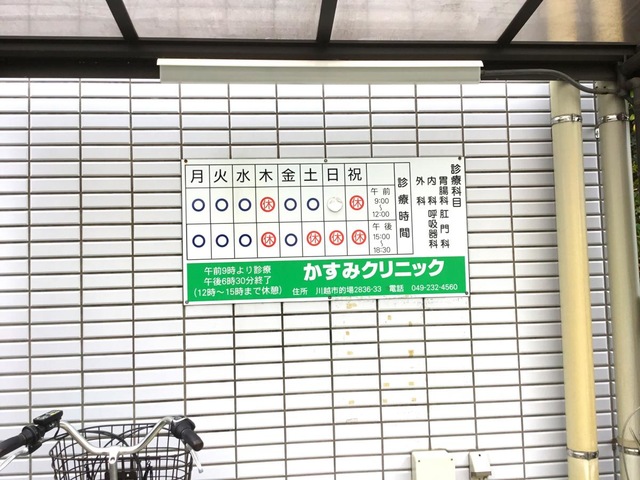 月 火 水 木 金 土 日 祝
○ ○ ○ 休 ○ ○ 休 午前 9:00～12:00
○ ○ ○ 休 ○ 休 休 休 午後 15:00～18:30
診療時間
診療科目
胃腸科 肛門科
内科 呼吸器科
外科
午前9時より診療
午後6時30分終了
(12時～15時まで休憩)
かすみクリニック
住所 川越市的場2836-33 電話 049-232-4560